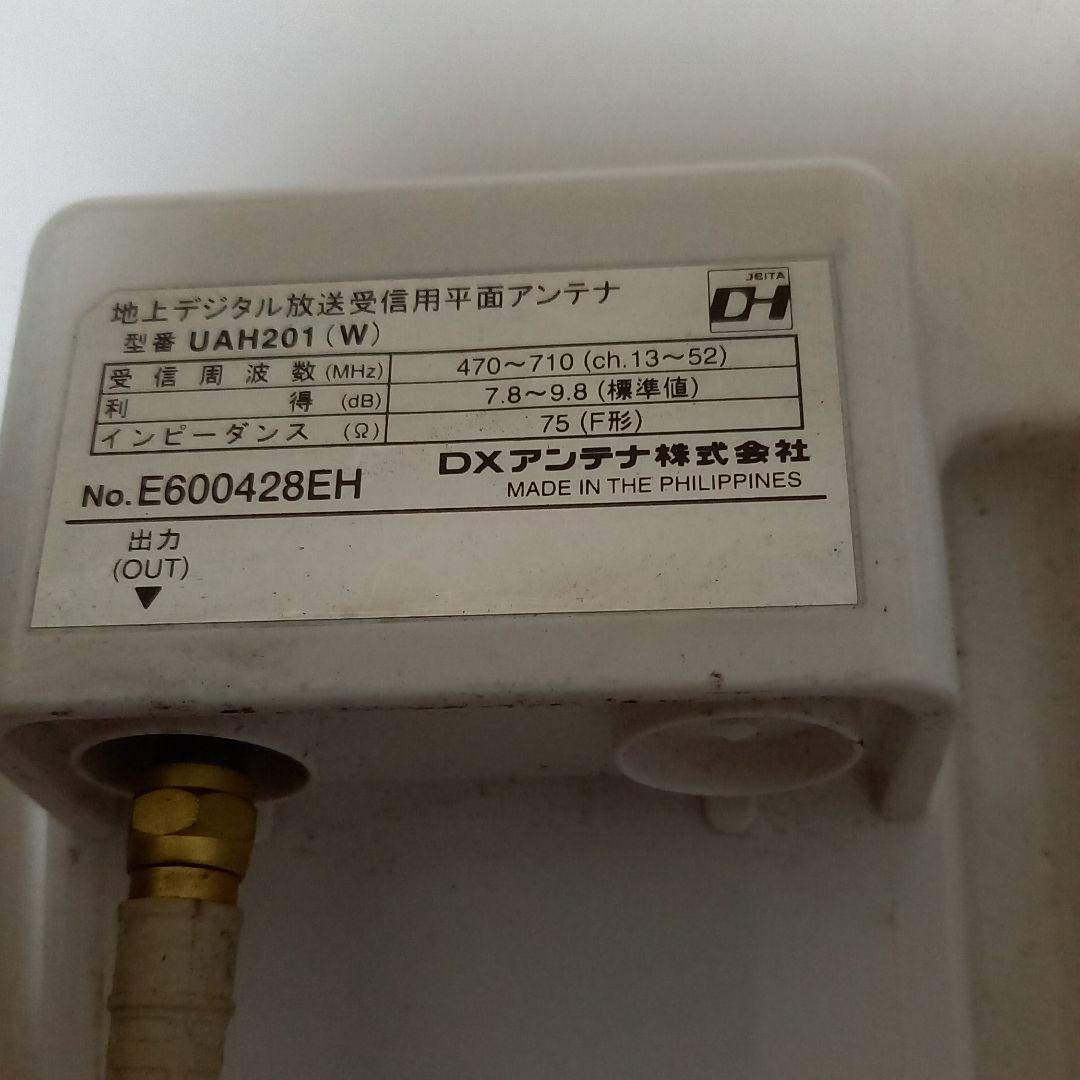 地上デジタル放送受信用平面アンテナ
JEITA
DH
型番 UAH201(W)
受信周波数(MHz) 470〜710(ch.13〜52)
利得(dB) 7.8〜9.8(標準値)
インピーダンス(Ω) 75(F形)
No.E600428EH
DXアンテナ株式会社
MADE IN THE PHILIPPINES
出力
(OUT)